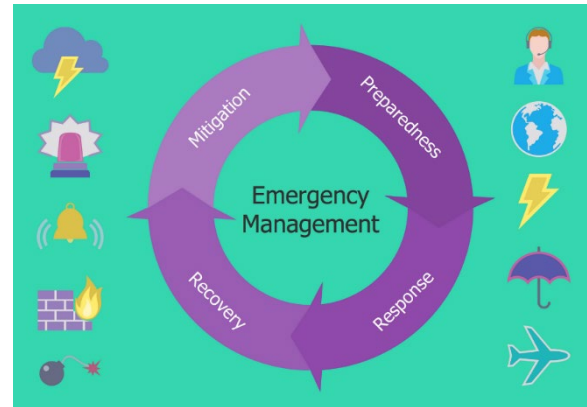 Mitigation
Preparedness
Emergency
Management
Recovery
Response